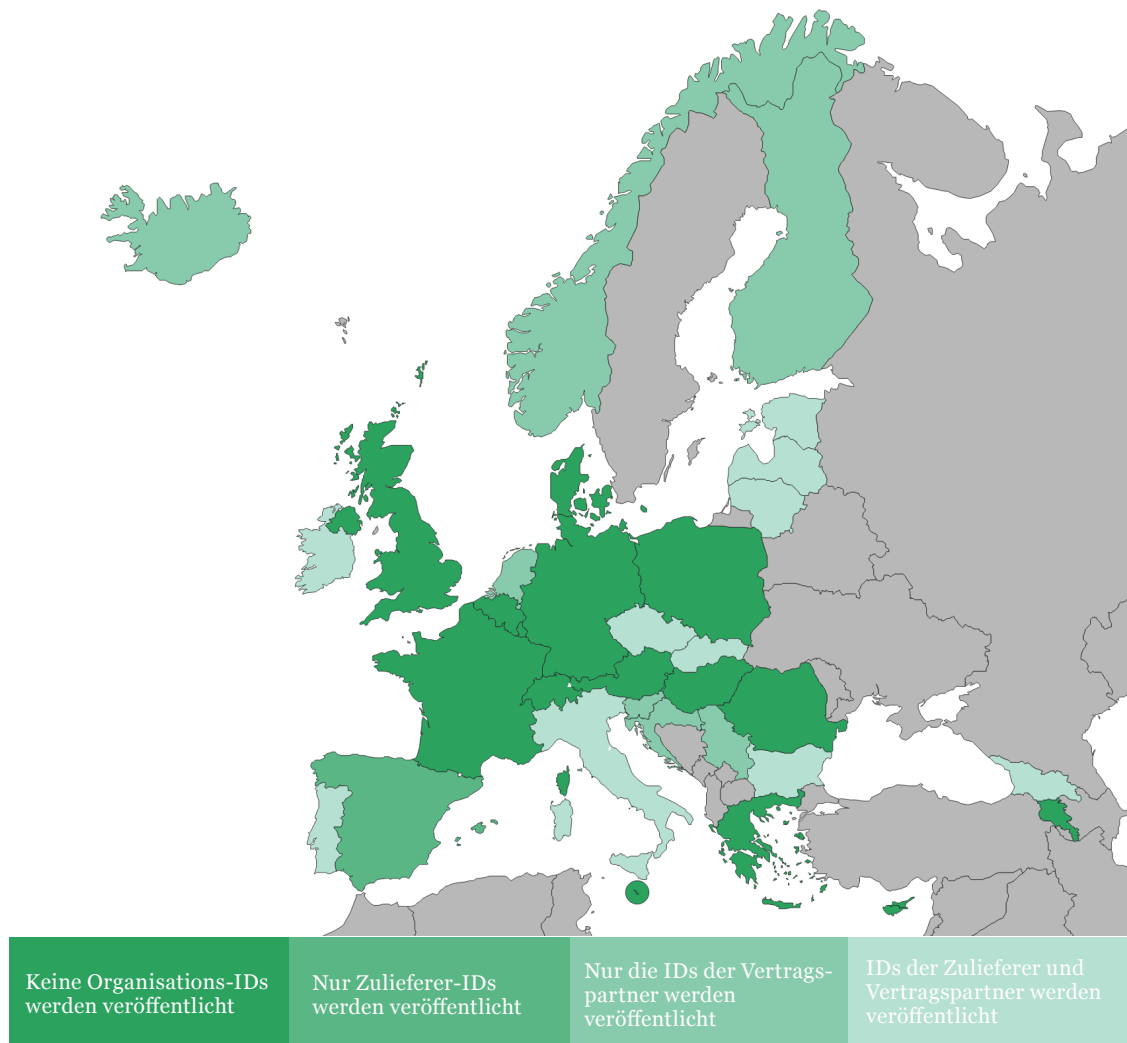 Keine Organisations-IDs
werden veröffentlicht
Nur Zulieferer-IDs
werden veröffentlicht
Nur die IDs der Vertrags-
partner werden
veröffentlicht
IDs der Zulieferer und
Vertragspartner werden
veröffentlicht